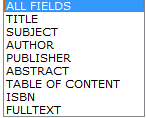 ALL FIELDS
TITLE
SUBJECT
AUTHOR
PUBLISHER
ABSTRACT
TABLE OF CONTENT
ISBN
FULLTEXT